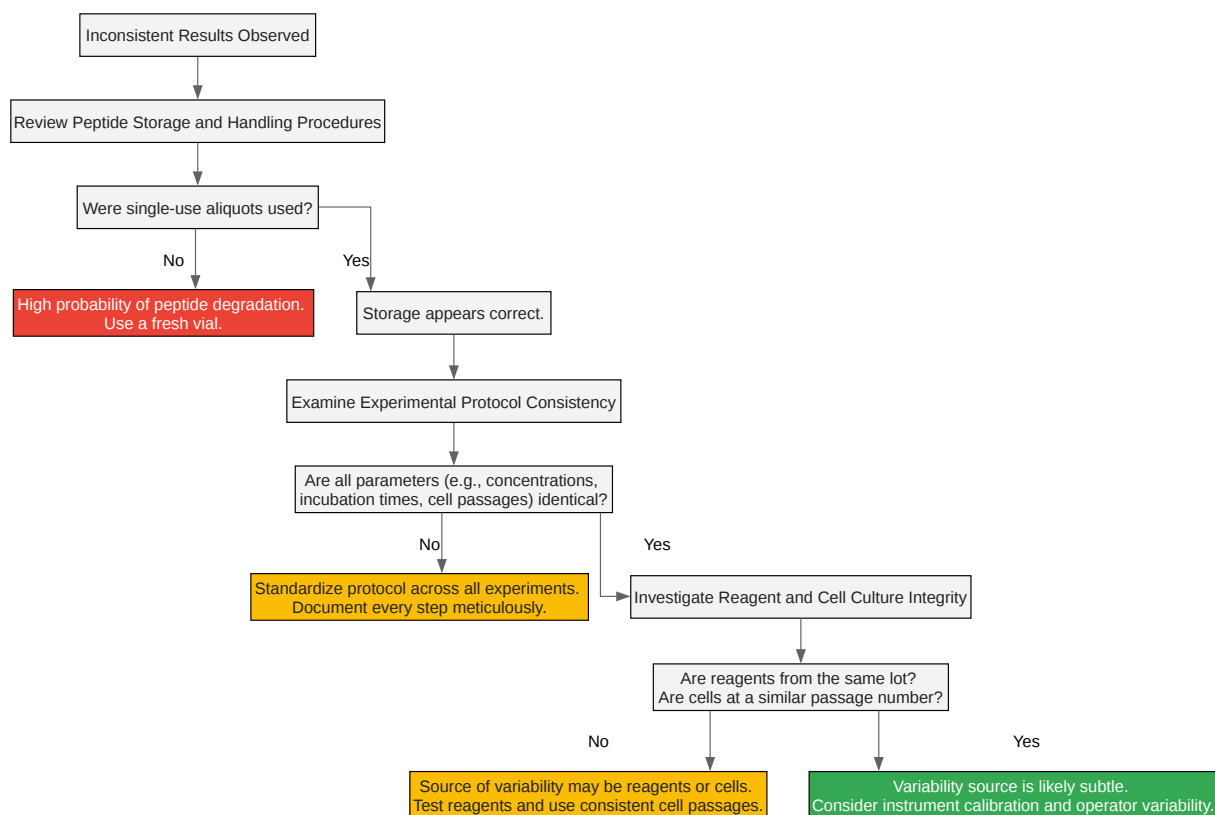 Inconsistent Results Observed
Review Peptide Storage and Handling Procedures
Were single-use aliquots used?
No
Yes
High probability of peptide degradation.
Use a fresh vial.
Storage appears correct.
Examine Experimental Protocol Consistency
Are all parameters (e.g., concentrations,
incubation times, cell passages) identical?
No
Yes
Standardize protocol across all experiments.
Document every step meticulously.
Investigate Reagent and Cell Culture Integrity
Are reagents from the same lot?
Are cells at a similar passage number?
No
Yes
Source of variability may be reagents or cells.
Test reagents and use consistent cell passages.
Variability source is likely subtle.
Consider instrument calibration and operator variability.